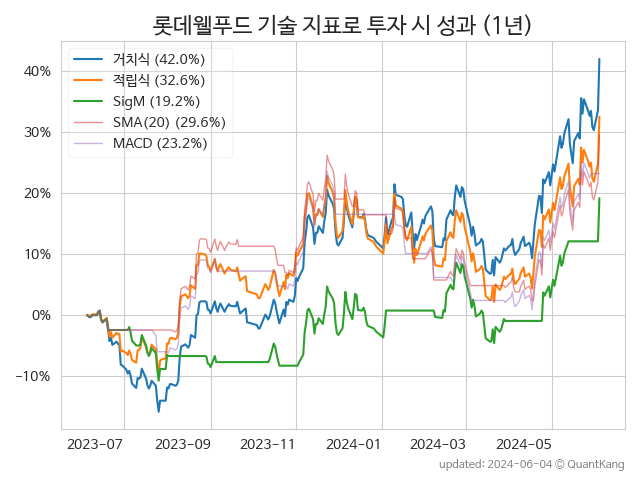 롯데웰푸드 기술 지표로 투자 시 성과 (1년)
거치식 (42.0%)
적립식 (32.6%)
SigM (19.2%)
SMA(20) (29.6%)
MACD (23.2%)
40%
30%
20%
10%
0%
−10%
2023-07
2023-09
2023-11
2024-01
2024-03
2024-05
updated: 2024-06-04 © QuantKang